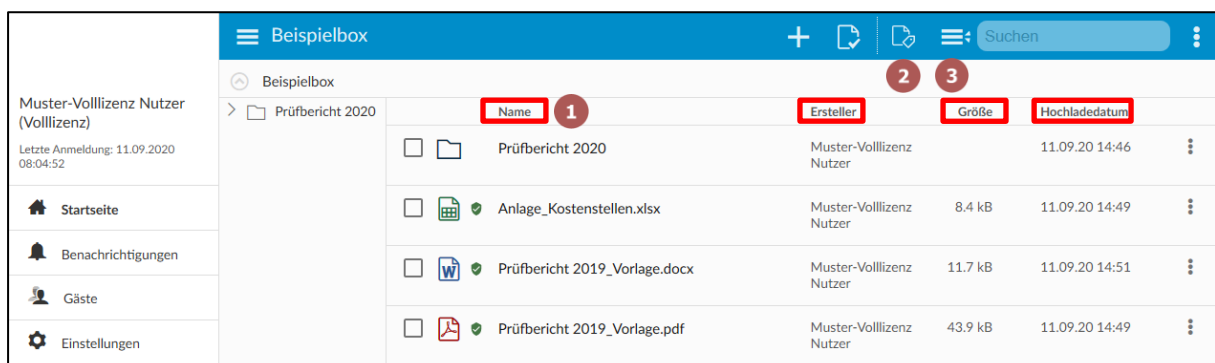 Beispielbox
Suchen
2
3
Beispielbox
Muster-Volllizenz Nutzer
(Volllizenz)
Letzte Anmeldung: 11.09.2020
08:04:52
Startseite
Benachrichtigungen
Gäste
Einstellungen
Prüfbericht 2020
Name
1
Ersteller
Größe
Hochladedatum
Prüfbericht 2020
Muster-Volllizenz
Nutzer
11.09.20 14:46
Anlage_Kostenstellen.xlsx
Muster-Volllizenz
Nutzer
8.4 kB
11.09.20 14:49
W
Prüfbericht 2019_Vorlage.docx
Muster-Volllizenz
Nutzer
11.7 kB
11.09.20 14:51
Prüfbericht 2019_Vorlage.pdf
Muster-Volllizenz
Nutzer
43.9 kB
11.09.20 14:49